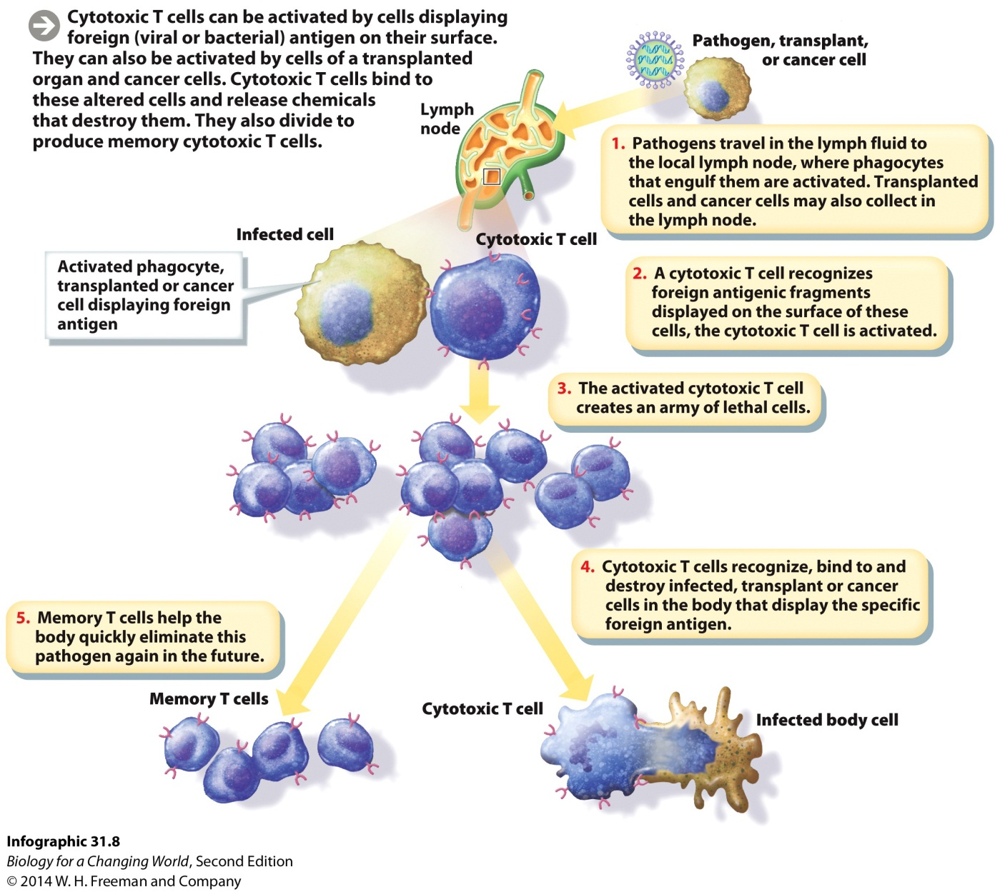 Cytotoxic T cells can be activated by cells displaying
foreign (viral or bacterial) antigen on their surface.
They can also be activated by cells of a transplanted
organ and cancer cells. Cytotoxic T cells bind to
these altered cells and release chemicals
that destroy them. They also divide to
produce memory cytotoxic T cells.
Pathogen, transplant,
or cancer cell
Lymph
node
1. Pathogens travel in the lymph fluid to
the local lymph node, where phagocytes
that engulf them are activated. Transplanted
cells and cancer cells may also collect in
the lymph node.
Infected cell
Cytotoxic T cell
Activated phagocyte,
transplanted or cancer
cell displaying foreign
antigen
2. A cytotoxic T cell recognizes
foreign antigenic fragments
displayed on the surface of these
cells, the cytotoxic T cell is activated.
3. The activated cytotoxic T cell
creates an army of lethal cells.
4. Cytotoxic T cells recognize, bind to and
destroy infected, transplant or cancer
cells in the body that display the specific
foreign antigen.
5. Memory T cells help the
body quickly eliminate this
pathogen again in the future.
Memory T cells
Cytotoxic T cell
Infected body cell
Infographic 31.8
Biology for a Changing World, Second Edition
© 2014 W. H. Freeman and Company